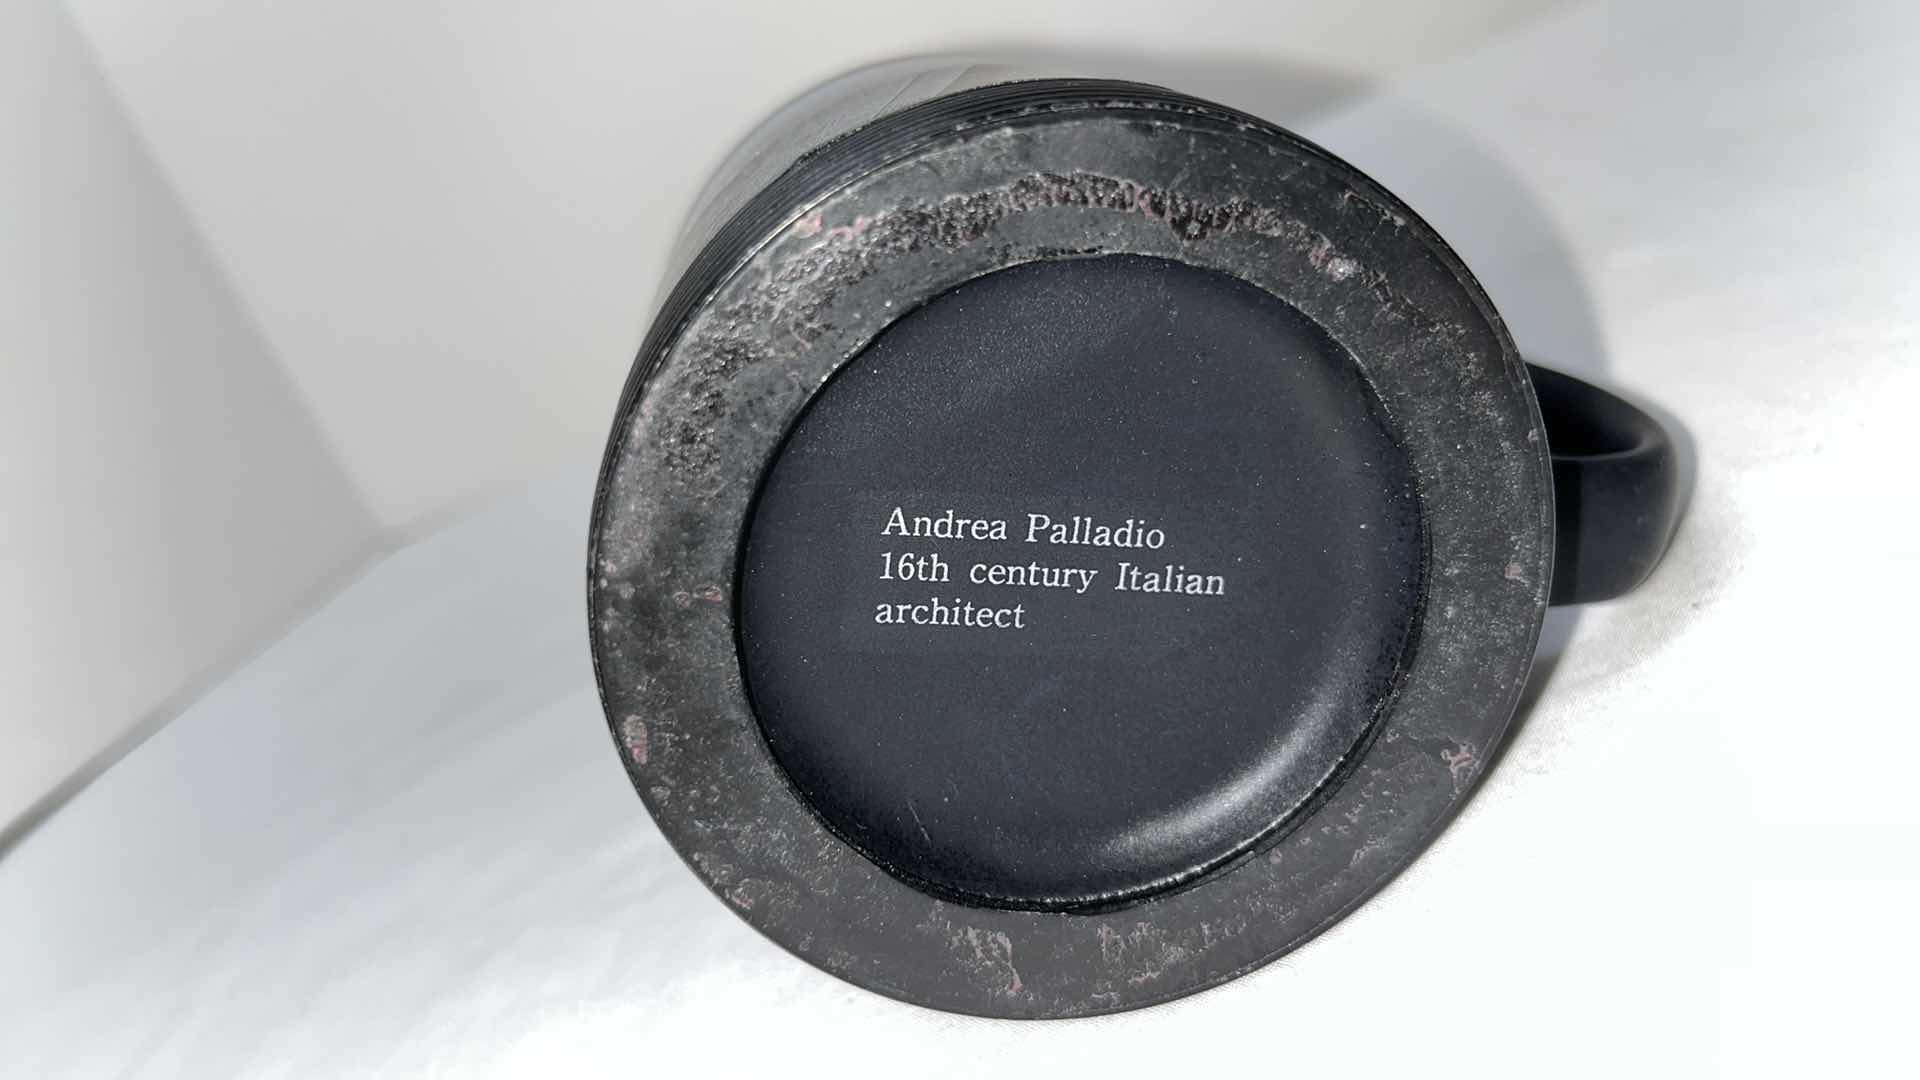 Andrea Palladio
16th century Italian
architect